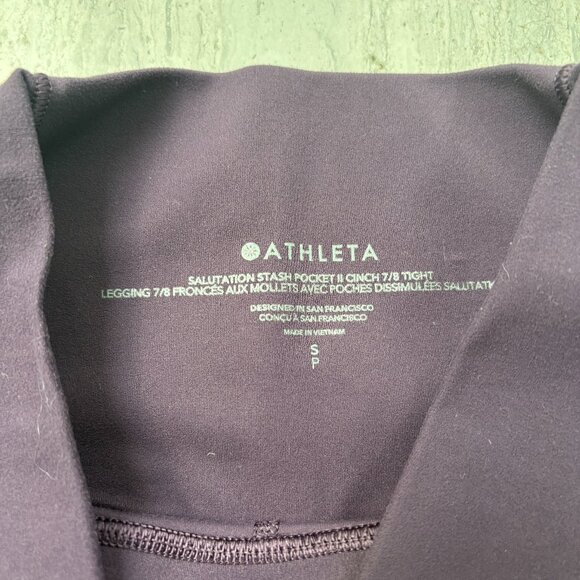 ATHLETA
SALUTATION STASH POCKET II CINCH 7/8 TIGHT
LEGGING 7/8 FRONCÉS AUX MOLLETS AVEC POCHES DISSIMULÉES SALUTATI
DESIGNED IN SAN FRANCISCO
CONÇU À SAN FRANCISCO
MADE IN VIETNAM
S
P